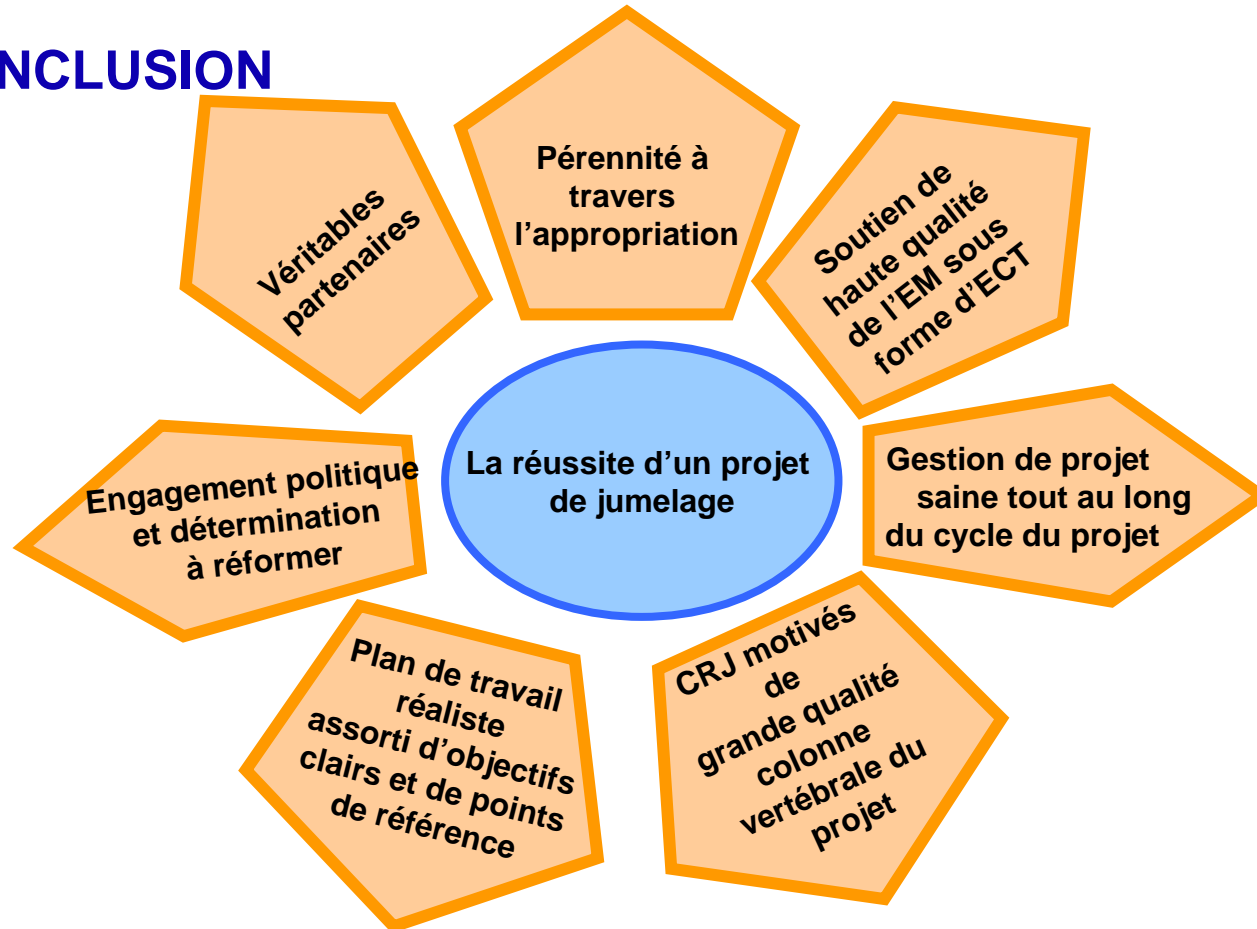 NCLUSION
Pérennité à
travers
l’appropriation
Soutien de
haute qualité
de l’EM sous
forme d’ECT
Gestion de projet
saine tout au long
du cycle du projet
CRJ motivés
de
grande qualité
colonne
vertébrale du
projet
Plan de travail
réaliste
assorti d’objectifs
clairs et de points
de référence
Engagement politique
et détermination
à réformer
Véritables
partenaires
La réussite d’un projet
de jumelage